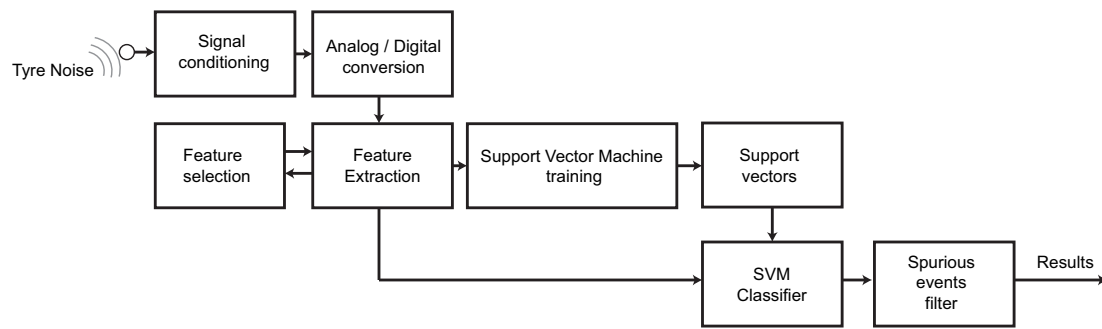 Tyre Noise
Signal
conditioning
Analog / Digital
conversion
Feature
selection
Feature
Extraction
Support Vector Machine
training
Support
vectors
SVM
Classifier
Spurious
events
filter
Results